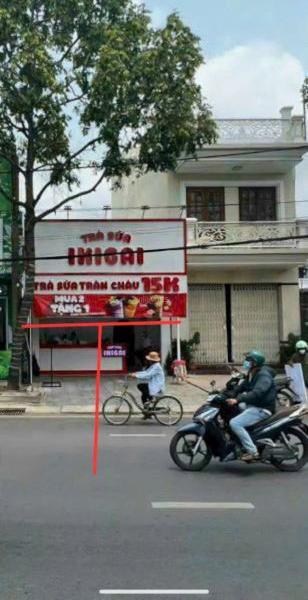 TRÀ SỮA
IKIGAI
TRÀ SỮA TRÂN CHÂU 15K
MUA 2
TẶNG 1
IKIGAI